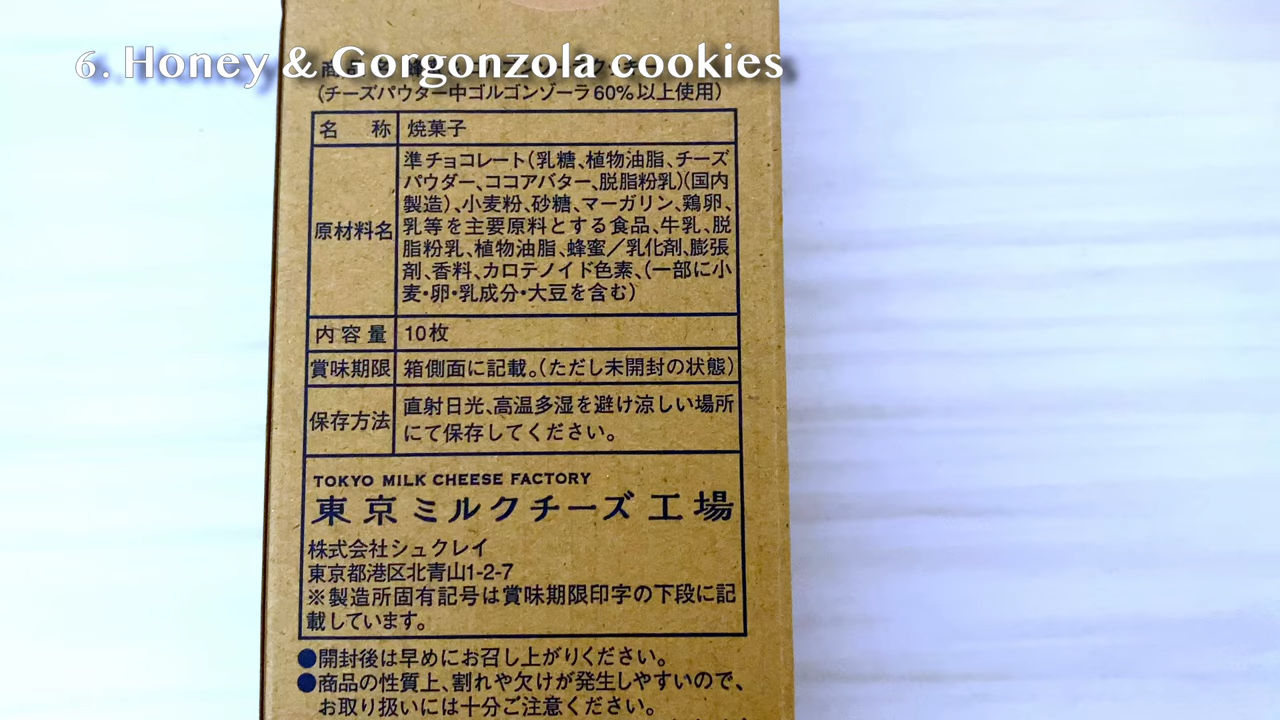 6. Honey & Gorgonzola cookies
(チーズパウダー中ゴルゴンゾーラ60%以上使用)
名 称 焼菓子
原材料名
準チョコレート(乳糖、植物油脂、チーズ
パウダー、ココアバター、脱脂粉乳)(国内
製造)、小麦粉、砂糖、マーガリン、鶏卵、
乳等を主要原料とする食品、牛乳、脱
脂粉乳、植物油脂、蜂蜜/乳化剤、膨張
剤、香料、カロテノイド色素、(一部に小
麦・卵・乳成分・大豆を含む)
内容量 10枚
賞味期限 箱側面に記載。(ただし未開封の状態)
保存方法
直射日光、高温多湿を避け涼しい場所
にて保存してください。
TOKYO MILK CHEESE FACTORY
東京ミルクチーズ工場
株式会社シュクレイ
東京都港区北青山1-2-7
※製造所固有記号は賞味期限印字の下段に記
載しています。
●開封後は早めにお召し上がりください。
●商品の性質上、割れや欠けが発生しやすいので、
お取り扱いには十分ご注意ください。